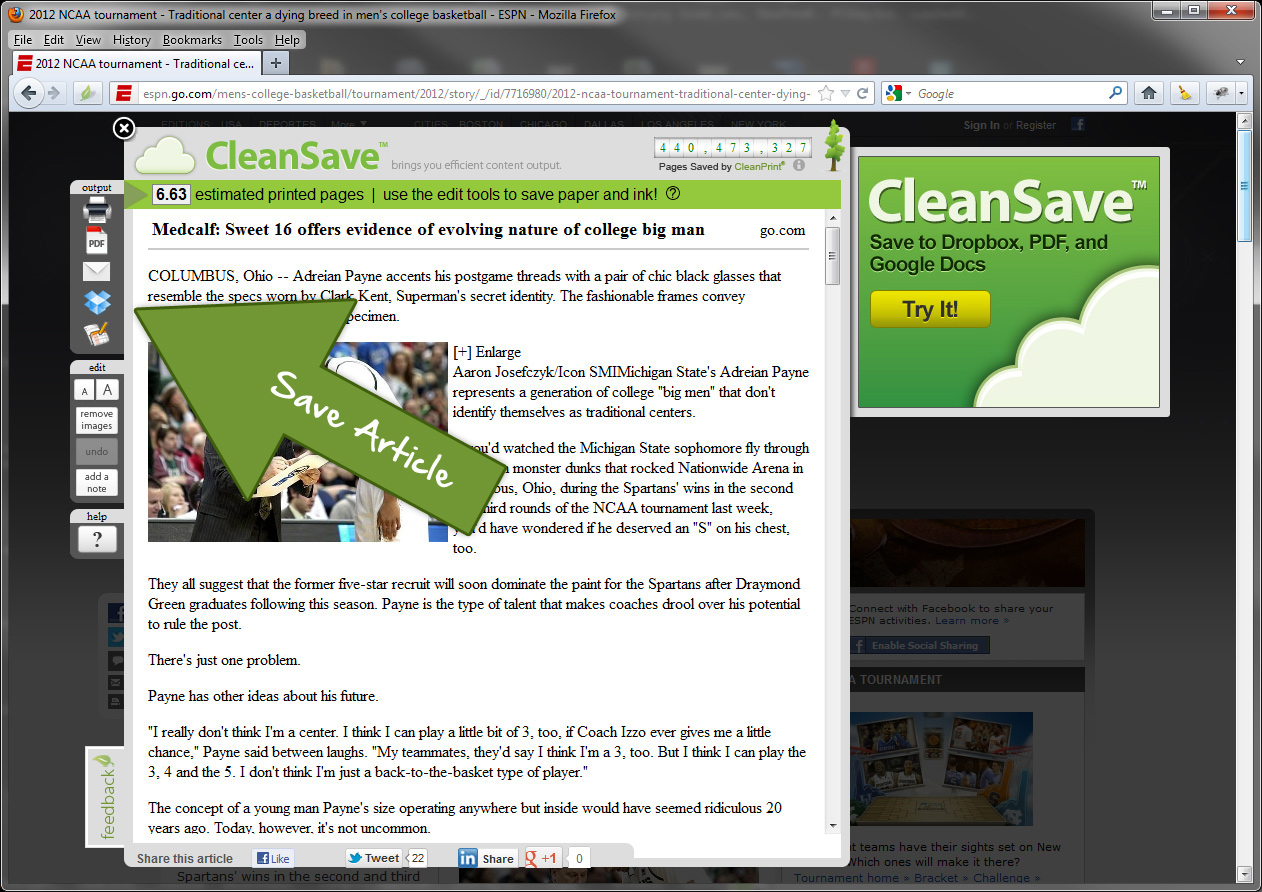 2012 NCAA tournament - Traditional center a dying breed in men's college basketball - ESPN - Mozilla Firefox
File Edit View History Bookmarks Tools Help
2012 NCAA tournament - Traditional ce...
espn.go.com/mens-college-basketball/tournament/2012/story/_/id/7716980/2012-ncaa-tournament-traditional-center-dying-
Google
EDITIONS USA DEPORTES More CITIES BOSTON CHICAGO DALLAS LOS ANGELES NEW YORK
Sign In or Register
CleanSave™ brings you efficient content output.
440,473,327
Pages Saved by CleanPrint®
output
PDF
6.63 estimated printed pages | use the edit tools to save paper and ink!
Medcalf: Sweet 16 offers evidence of evolving nature of college big man
go.com
COLUMBUS, Ohio -- Adreian Payne accents his postgame threads with a pair of chic black glasses that
resemble the specs worn by Clark Kent, Superman's secret identity. The fashionable frames convey
specimen.
[+] Enlarge
Aaron Josefczyk/Icon SMIMichigan State's Adreian Payne
represents a generation of college "big men" that don't
identify themselves as traditional centers.
you'd watched the Michigan State sophomore fly through
monster dunks that rocked Nationwide Arena in
Ohio, during the Spartans' wins in the second
third rounds of the NCAA tournament last week,
you'd have wondered if he deserved an "S" on his chest,
too.
Save Article
They all suggest that the former five-star recruit will soon dominate the paint for the Spartans after Draymond
Green graduates following this season. Payne is the type of talent that makes coaches drool over his potential
to rule the post.
There's just one problem.
Payne has other ideas about his future.
"I really don't think I'm a center. I think I can play a little bit of 3, too, if Coach Izzo ever gives me a little
chance," Payne said between laughs. "My teammates, they'd say I think I'm a 3, too. But I think I can play the
3, 4 and the 5. I don't think I'm just a back-to-the-basket type of player."
The concept of a young man Payne's size operating anywhere but inside would have seemed ridiculous 20
years ago. Today, however, it's not uncommon.
edit
A A
remove
images
undo
add a
note
help
?
feedback
Share this article Like Tweet 22 Share +1 0
Spartans' wins in the second and third
CleanSave™
Save to Dropbox, PDF, and
Google Docs
Try It!
Connect with Facebook to share your
ESPN activities. Learn more »
Enable Social Sharing
A TOURNAMENT
t teams have their sights set on New
Which ones will make it there?
Tournament home » Bracket » Challenge »